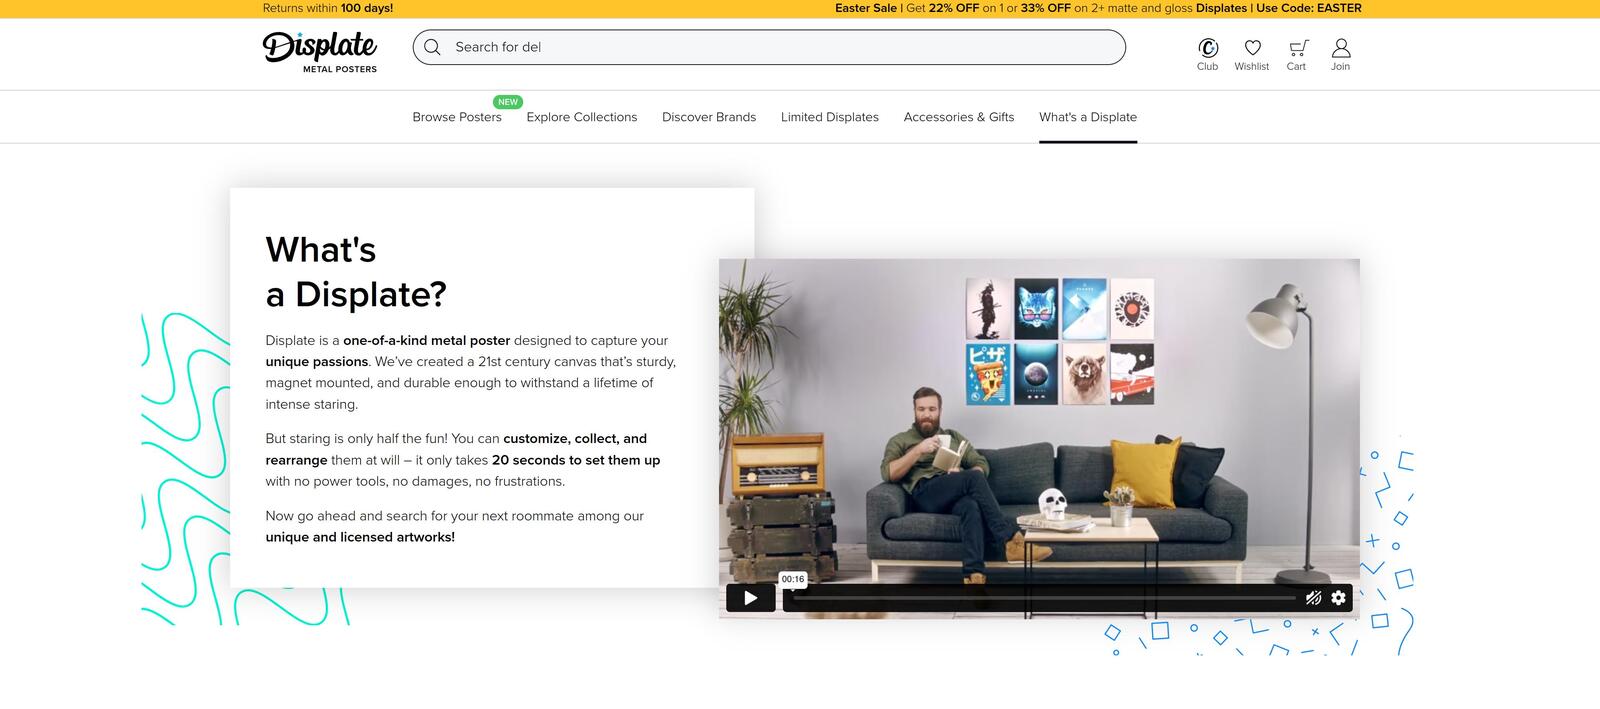 Returns within 100 days!
Easter Sale | Get 22% OFF on 1 or 33% OFF on 2+ matte and gloss Displates | Use Code: EASTER
Displate
METAL POSTERS
Search for del
Club
Wishlist
Cart
Join
NEW
Browse Posters
Explore Collections
Discover Brands
Limited Displates
Accessories & Gifts
What's a Displate
What's
a Displate?
Displate is a one-of-a-kind metal poster designed to capture your
unique passions. We've created a 21st century canvas that's sturdy,
magnet mounted, and durable enough to withstand a lifetime of
intense staring.
But staring is only half the fun! You can customize, collect, and
rearrange them at will – it only takes 20 seconds to set them up
with no power tools, no damages, no frustrations.
Now go ahead and search for your next roommate among our
unique and licensed artworks!
ピザ
00:16